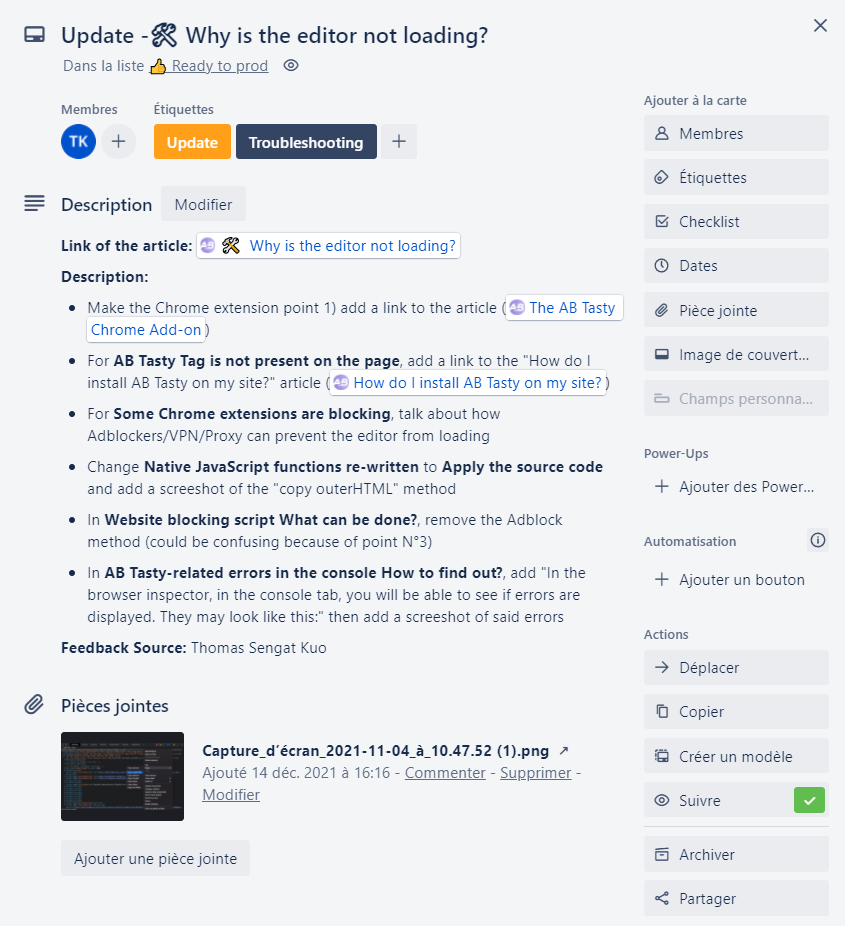 Update -🛠 Why is the editor not loading?
Dans la liste 👍 Ready to prod
Membres
Étiquettes
TK
Update
Troubleshooting
Description
Modifier
Link of the article: AB 🛠 Why is the editor not loading?
Description:
• Make the Chrome extension point 1) add a link to the article (AB The AB Tasty
Chrome Add-on)
• For AB Tasty Tag is not present on the page, add a link to the "How do I
install AB Tasty on my site?" article (AB How do I install AB Tasty on my site?)
• For Some Chrome extensions are blocking, talk about how
Adblockers/VPN/Proxy can prevent the editor from loading
• Change Native JavaScript functions re-written to Apply the source code
and add a screeshot of the "copy outerHTML" method
• In Website blocking script What can be done?, remove the Adblock
method (could be confusing because of point N°3)
• In AB Tasty-related errors in the console How to find out?, add "In the
browser inspector, in the console tab, you will be able to see if errors are
displayed. They may look like this:" then add a screeshot of said errors
Feedback Source: Thomas Sengat Kuo
Pièces jointes
Capture_d'écran_2021-11-04_à_10.47.52 (1).png ↗
Ajouté 14 déc. 2021 à 16:16 - Commenter - Supprimer -
Modifier
Ajouter une pièce jointe
Ajouter à la carte
Membres
Étiquettes
Checklist
Dates
Pièce jointe
Image de couvert...
Champs personna...
Power-Ups
+ Ajouter des Power...
Automatisation
+ Ajouter un bouton
Actions
Déplacer
Copier
Créer un modèle
Suivre
Archiver
Partager